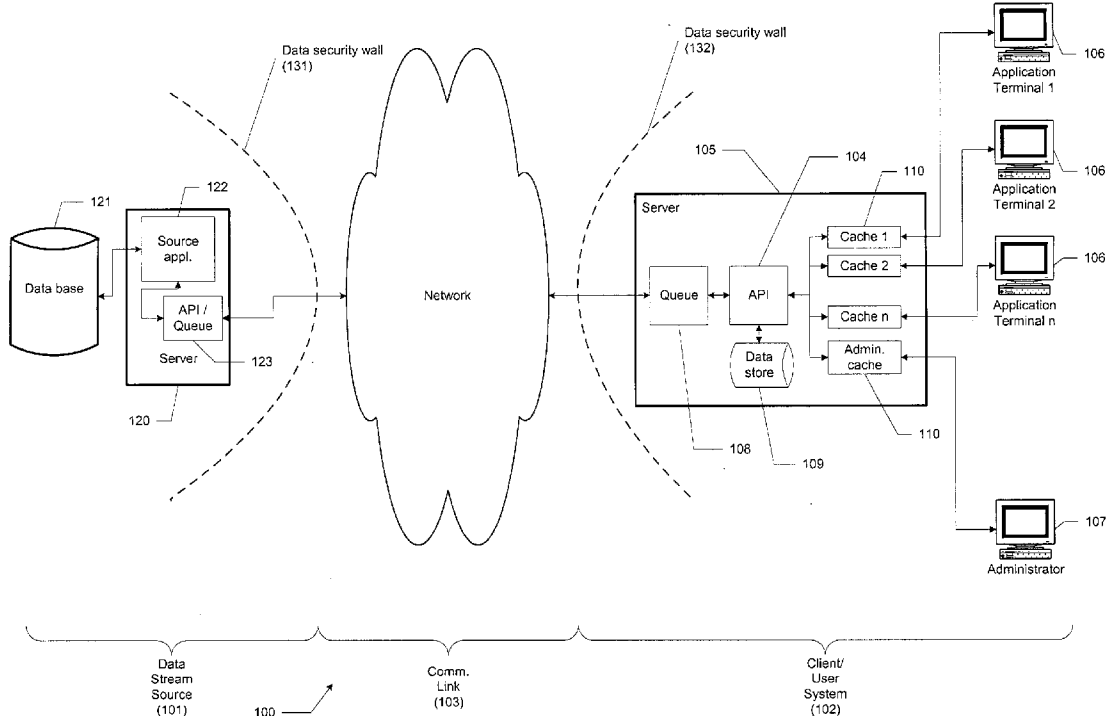 Data security wall
(131)
Data security wall
(132)
106
Application
Terminal 1
105
104
110
106
Application
Terminal 2
121
122
Server
Cache 1
Cache 2
106
Application
Terminal n
Data base
Source
appl.
API /
Queue
Server
123
120
Network
Queue
API
Cache n
Data
store
Admin.
cache
108
109
110
107
Administrator
Data
Stream
Source
(101)
Comm.
Link
(103)
Client/
User
System
(102)
100